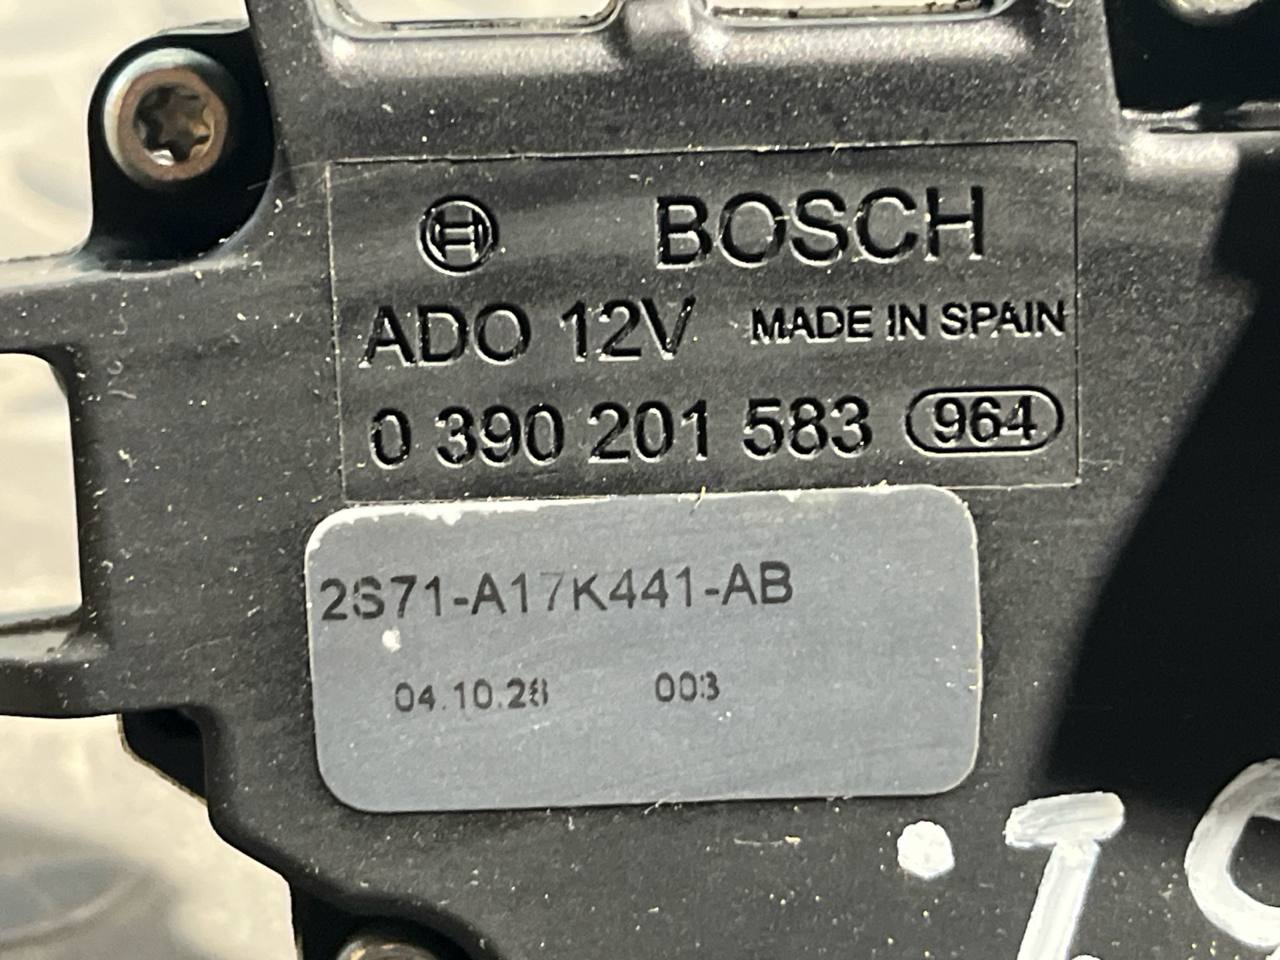 BOSCH
ADO 12V MADE IN SPAIN
0 390 201 583 964
2S71-A17K441-AB
04.10.28 003